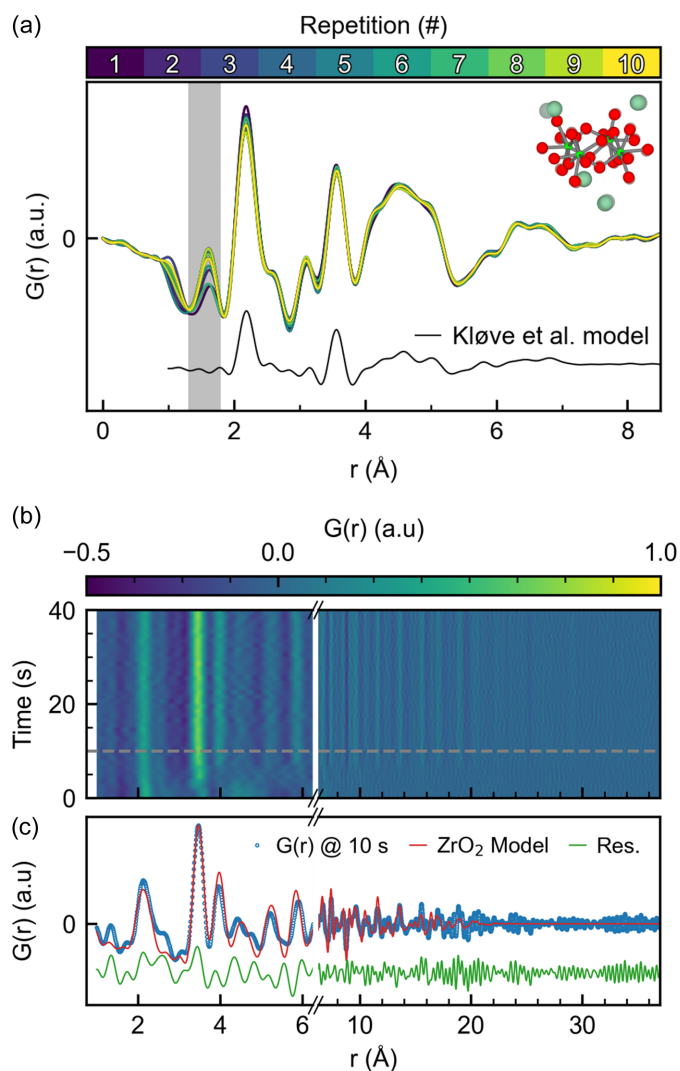 (a)
Repetition (#)
1 2 3 4 5 6 7 8 9 10
G(r) (a.u.)
0
Kløve et al. model
0 2 4 6 8
r (Å)
(b)
G(r) (a.u)
−0.5 0.0 1.0
Time (s)
40
20
0
(c)
G(r) @ 10 s ZrO₂ Model Res.
G(r) (a.u)
0
2 4 6 10 20 30
r (Å)